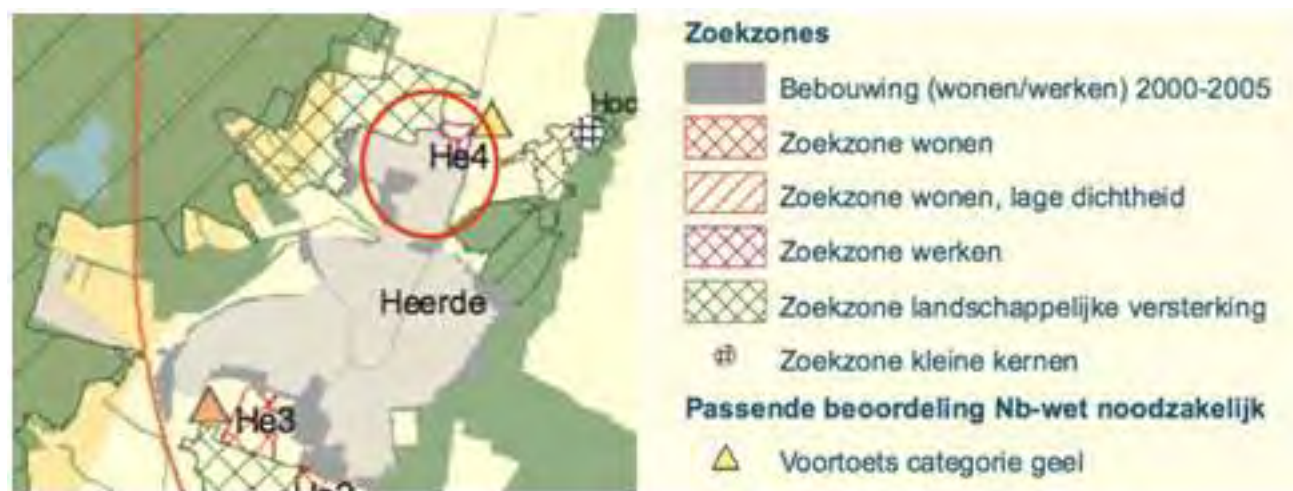 Hoc
He4
Heerde
He3
Zoekzones
Bebouwing (wonen/werken) 2000-2005
Zoekzone wonen
Zoekzone wonen, lage dichtheid
Zoekzone werken
Zoekzone landschappelijke versterking
Zoekzone kleine kernen
Passende beoordeling Nb-wet noodzakelijk
Voortoets categorie geel